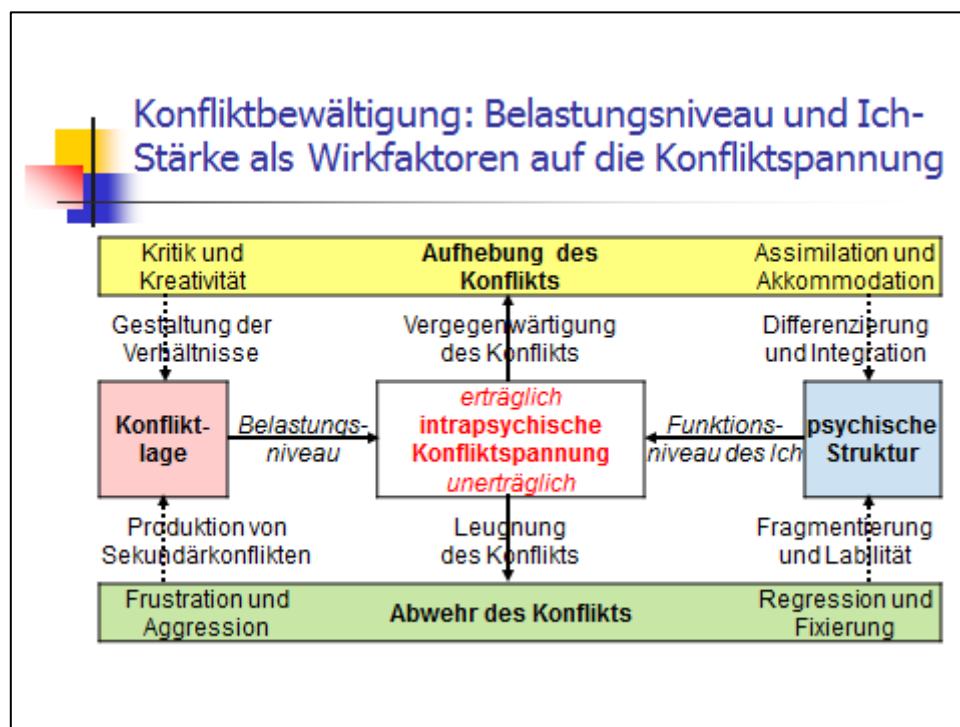 Konfliktbewältigung: Belastungsniveau und Ich-
Stärke als Wirkfaktoren auf die Konfliktspannung
Kritik und
Kreativität
Aufhebung des
Konflikts
Assimilation und
Akkommodation
Gestaltung der
Verhältnisse
Vergegenwärtigung
des Konflikts
Differenzierung
und Integration
Konflikt-
lage
Belastungs-
niveau
erträglich
intrapsychische
Konfliktspannung
unerträglich
Funktions-
niveau des Ich
psychische
Struktur
Produktion von
Sekundärkonflikten
Leugnung
des Konflikts
Fragmentierung
und Labilität
Frustration und
Aggression
Abwehr des Konflikts
Regression und
Fixierung